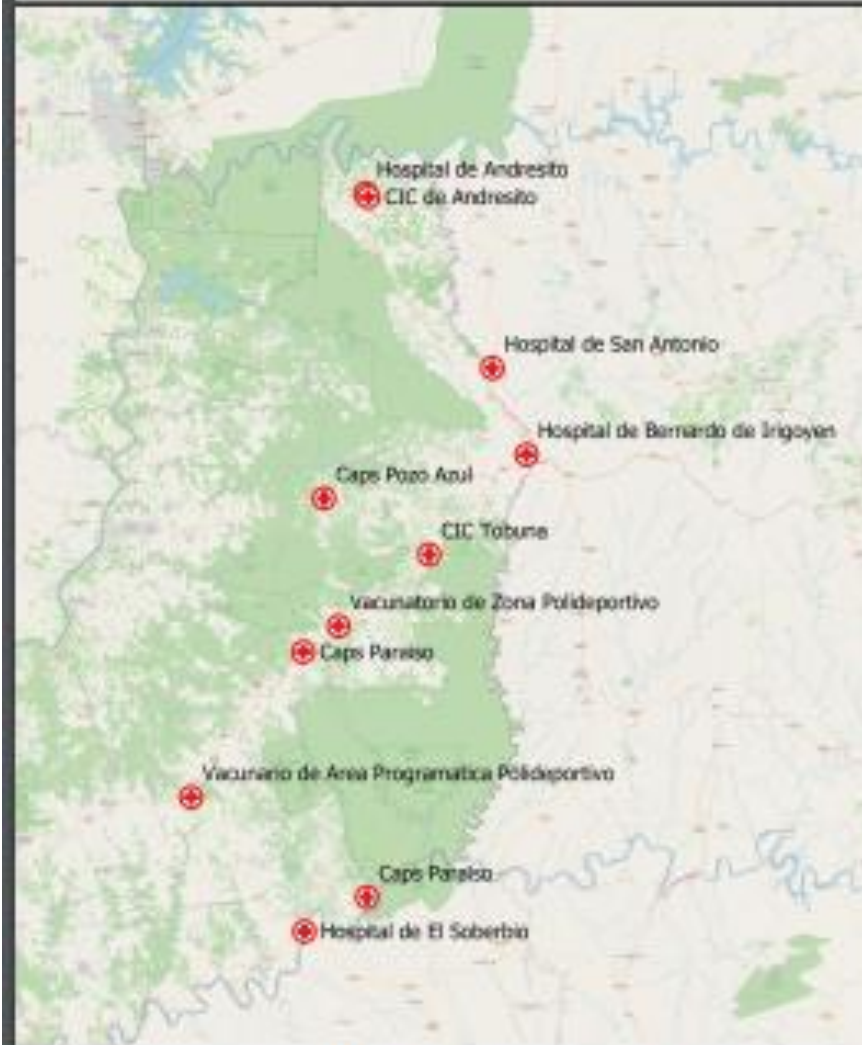 Hospital de Andresito
CIC de Andresito
Hospital de San Antonio
Hospital de Bernardo de Irigoyen
Caps Pozo Azul
CIC Tobuna
Vacunatorio de Zona Polideportivo
Caps Paraiso
Vacunario de Area Programatica Polideportivo
Caps Paraiso
Hospital de El Soberbio